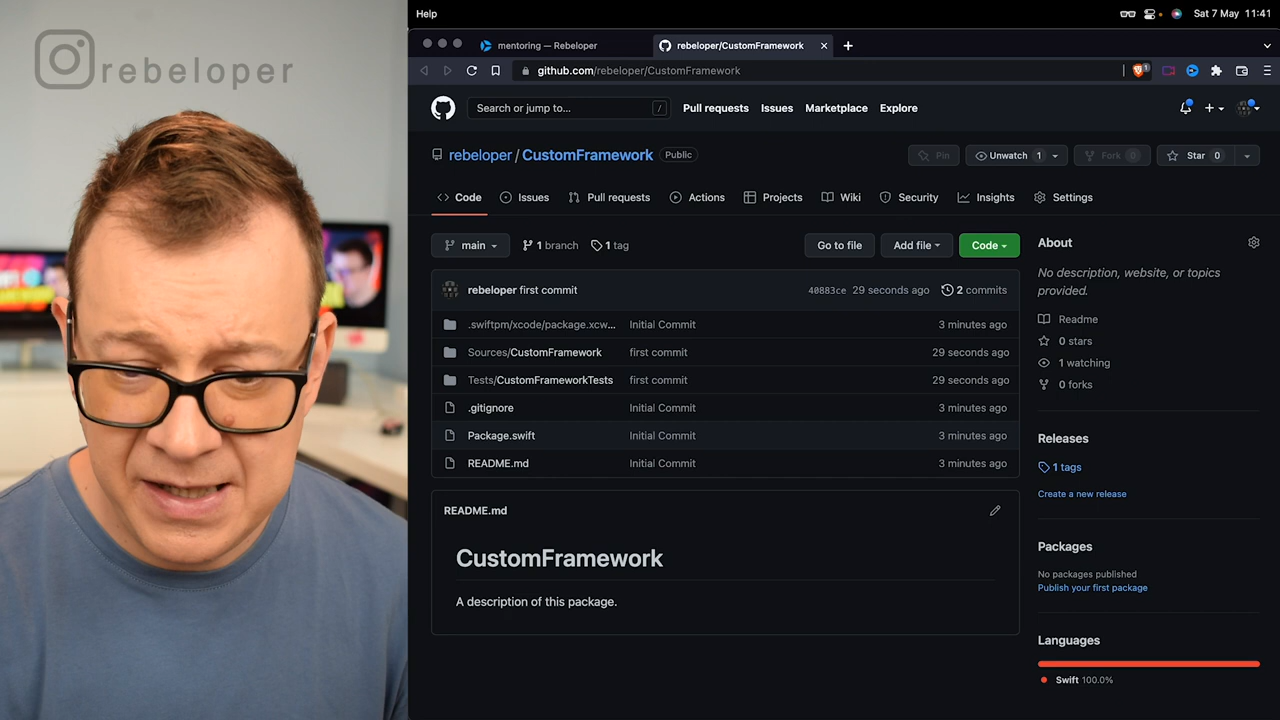 rebeloper
Help
Sat 7 May 11:41
mentoring — Rebeloper
rebeloper/CustomFramework
github.com/rebeloper/CustomFramework
1
Search or jump to...
/
Pull requests Issues Marketplace Explore
rebeloper / CustomFramework Public
Pin
Unwatch 1
Fork 0
Star 0
Code Issues Pull requests Actions Projects Wiki Security Insights Settings
main
1 branch
1 tag
Go to file
Add file
Code
rebeloper first commit 40883ce 29 seconds ago 2 commits
.swiftpm/xcode/package.xcw... Initial Commit 3 minutes ago
Sources/CustomFramework first commit 29 seconds ago
Tests/CustomFrameworkTests first commit 29 seconds ago
.gitignore Initial Commit 3 minutes ago
Package.swift Initial Commit 3 minutes ago
README.md Initial Commit 3 minutes ago
README.md
CustomFramework
A description of this package.
About
No description, website, or topics
provided.
Readme
0 stars
1 watching
0 forks
Releases
1 tags
Create a new release
Packages
No packages published
Publish your first package
Languages
Swift 100.0%